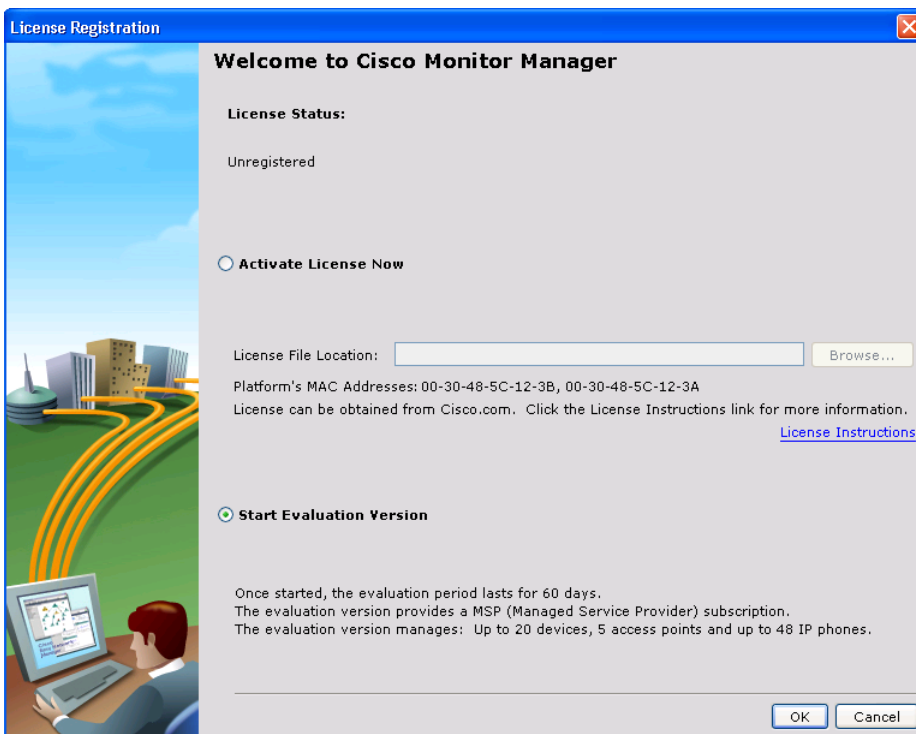 License Registration
Welcome to Cisco Monitor Manager
License Status:
Unregistered
Activate License Now
License File Location:
Browse...
Platform's MAC Addresses: 00-30-48-5C-12-3B, 00-30-48-5C-12-3A
License can be obtained from Cisco.com. Click the License Instructions link for more information.
License Instructions
Start Evaluation Version
Once started, the evaluation period lasts for 60 days.
The evaluation version provides a MSP (Managed Service Provider) subscription.
The evaluation version manages: Up to 20 devices, 5 access points and up to 48 IP phones.
OK
Cancel